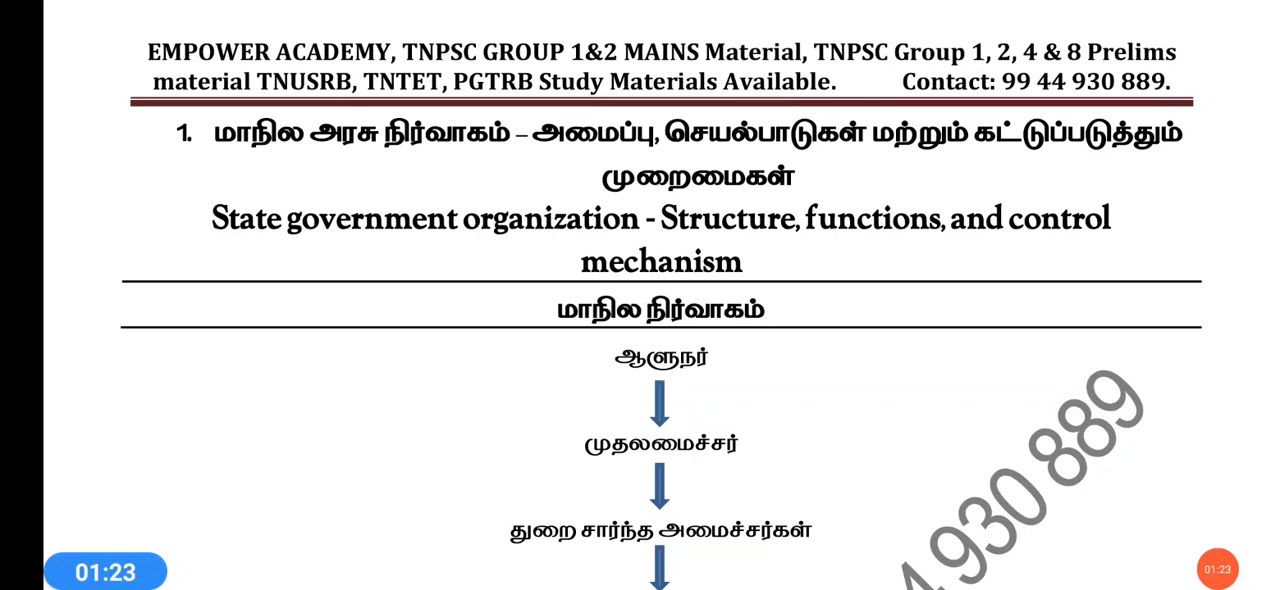 EMPOWER ACADEMY, TNPSC GROUP 1&2 MAINS Material, TNPSC Group 1, 2, 4 & 8 Prelims
material TNUSRB, TNTET, PGTRB Study Materials Available. Contact: 99 44 930 889.
1. மாநில அரசு நிர்வாகம் – அமைப்பு, செயல்பாடுகள் மற்றும் கட்டுப்படுத்தும்
முறைமைகள்
State government organization - Structure, functions, and control
mechanism
மாநில நிர்வாகம்
ஆளுநர்
முதலமைச்சர்
துறை சார்ந்த அமைச்சர்கள்
4 930 889
01:23
01:23